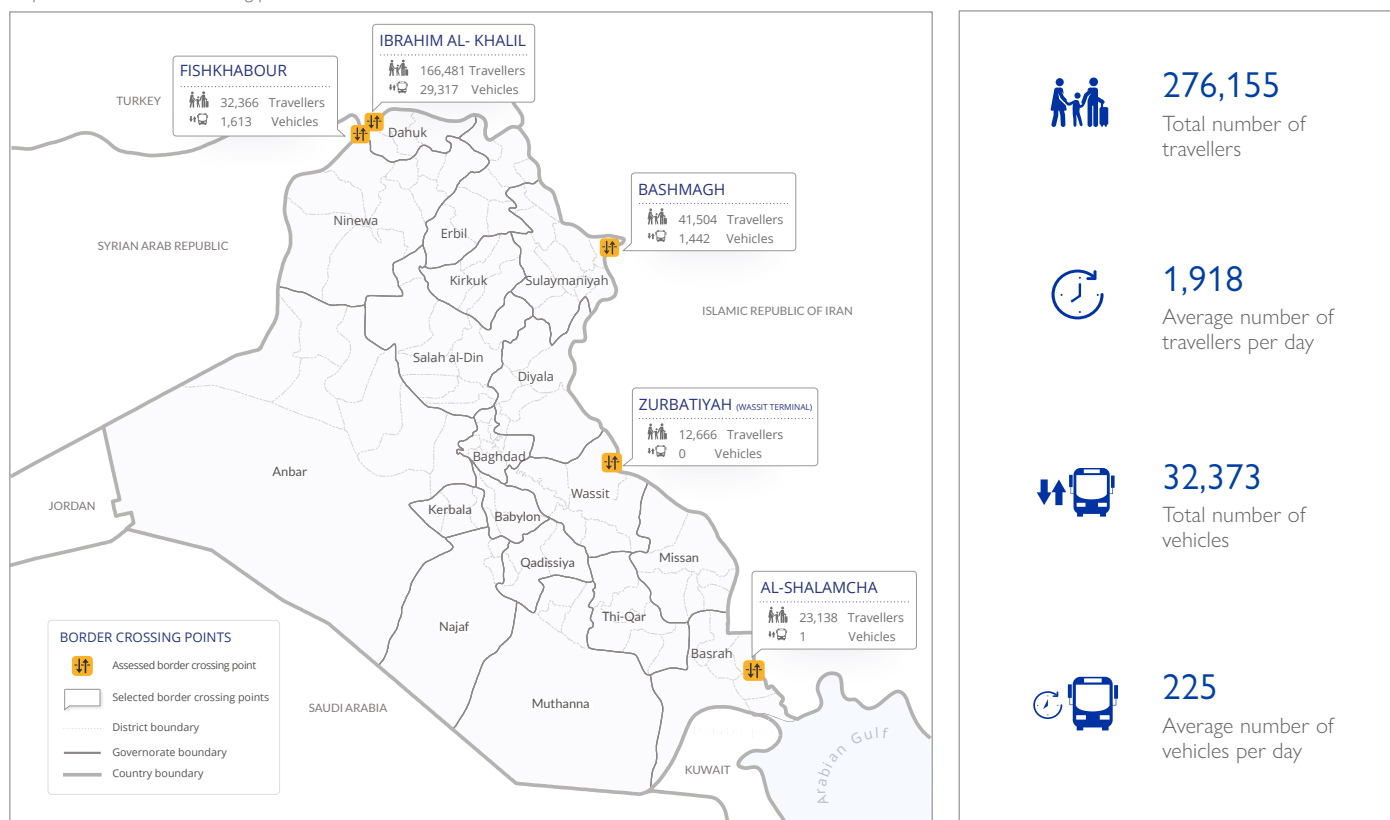 IBRAHIM AL- KHALIL
166,481 Travellers
29,317 Vehicles
FISHKHABOUR
32,366 Travellers
1,613 Vehicles
TURKEY
Dahuk
BASHMAGH
41,504 Travellers
1,442 Vehicles
Ninewa
Erbil
SYRIAN ARAB REPUBLIC
Kirkuk
Sulaymaniyah
ISLAMIC REPUBLIC OF IRAN
Salah al-Din
Diyala
ZURBATIYAH (WASSIT TERMINAL)
12,666 Travellers
0 Vehicles
Baghdad
Anbar
Wassit
JORDAN
Kerbala
Babylon
Qadissiya
Missan
AL-SHALAMCHA
23,138 Travellers
1 Vehicles
Najaf
Thi-Qar
Basrah
Muthanna
SAUDI ARABIA
KUWAIT
Arabian Gulf
BORDER CROSSING POINTS
Assessed border crossing point
Selected border crossing points
District boundary
Governorate boundary
Country boundary
276,155
Total number of
travellers
1,918
Average number of
travellers per day
32,373
Total number of
vehicles
225
Average number of
vehicles per day